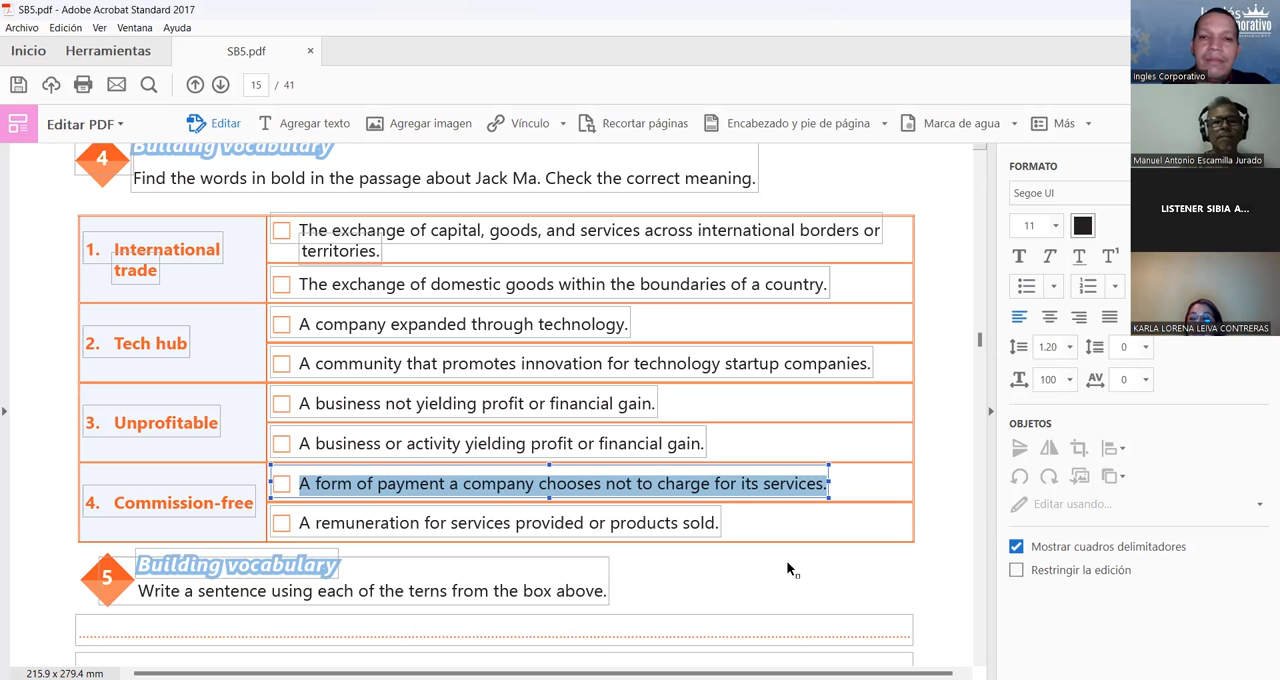 SB5.pdf - Adobe Acrobat Standard 2017
Archivo Edición Ver Ventana Ayuda
Inicio Herramientas SB5.pdf ×
15 / 41
Editar PDF Editar Agregar texto Agregar imagen Vínculo Recortar páginas Encabezado y pie de página Marca de agua Más
4 Building vocabulary
Find the words in bold in the passage about Jack Ma. Check the correct meaning.
1. International trade
The exchange of capital, goods, and services across international borders or
territories.
The exchange of domestic goods within the boundaries of a country.
2. Tech hub
A company expanded through technology.
A community that promotes innovation for technology startup companies.
3. Unprofitable
A business not yielding profit or financial gain.
A business or activity yielding profit or financial gain.
4. Commission-free
A form of payment a company chooses not to charge for its services.
A remuneration for services provided or products sold.
5 Building vocabulary
Write a sentence using each of the terns from the box above.
215.9 x 279.4 mm
FORMATO
Segoe UI
11
T T T T¹
1.20 0
100 AV 0
OBJETOS
Editar usando...
Mostrar cuadros delimitadores
Restringir la edición
Ingles Corporativo
Manuel Antonio Escamilla Jurado
LISTENER SIBIA A...
KARLA LORENA LEIVA CONTRERAS